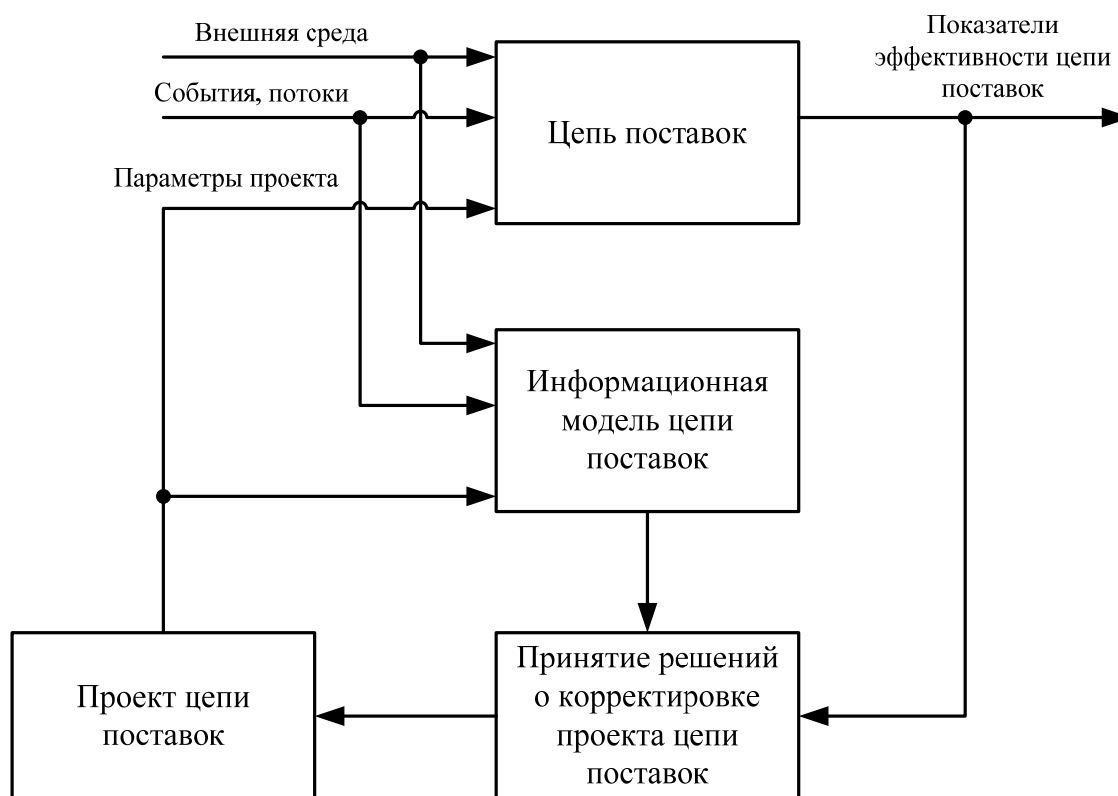 Внешняя среда
События, потоки
Параметры проекта
Цепь поставок
Показатели
эффективности цепи
поставок
Информационная
модель цепи
поставок
Проект цепи
поставок
Принятие решений
о корректировке
проекта цепи
поставок